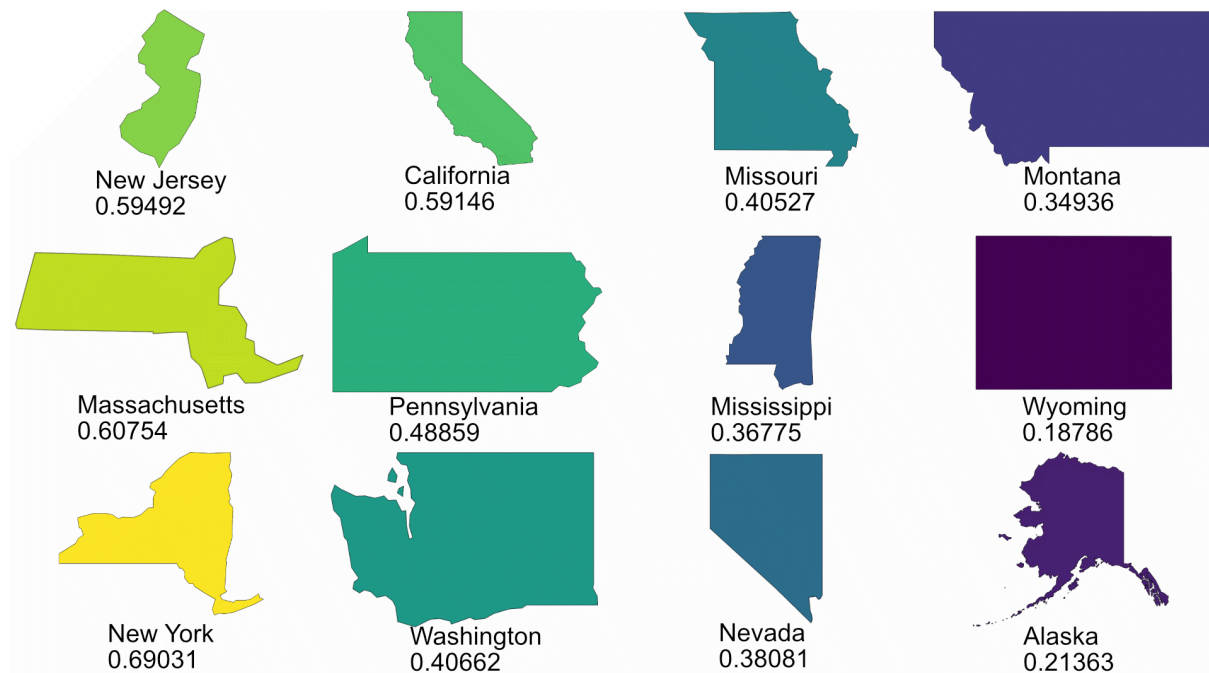 New Jersey
0.59492
California
0.59146
Missouri
0.40527
Montana
0.34936
Massachusetts
0.60754
Pennsylvania
0.48859
Mississippi
0.36775
Wyoming
0.18786
New York
0.69031
Washington
0.40662
Nevada
0.38081
Alaska
0.21363